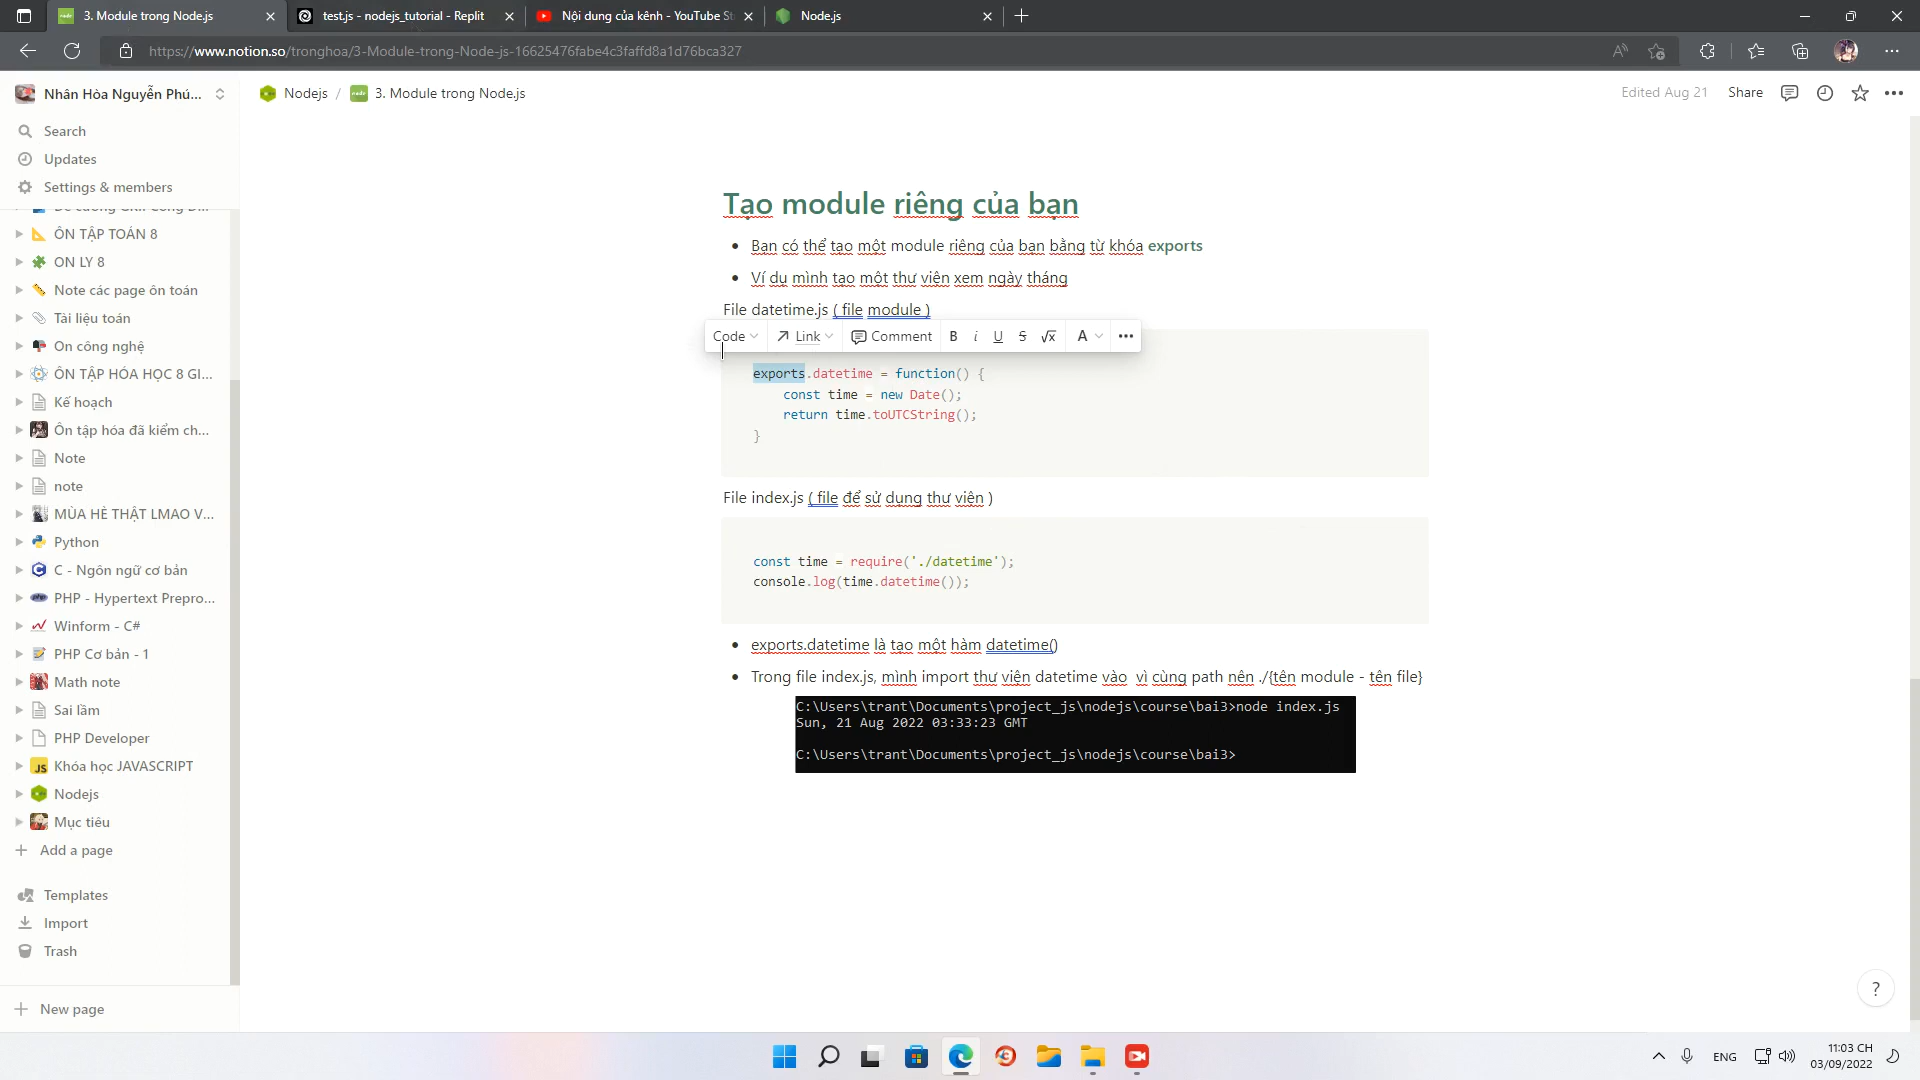 3. Module trong Node.js
test.js - nodejs_tutorial - Replit
Nội dung của kênh - YouTube St
Node.js
https://www.notion.so/tronghoa/3-Module-trong-Node-js-16625476fabe4c3faffd8a1d76bca327
Nhân Hòa Nguyễn Phú...
Nodejs / 3. Module trong Node.js
Edited Aug 21
Share
Search
Updates
Settings & members
ÔN TẬP TOÁN 8
ON LY 8
Note các page ôn toán
Tài liệu toán
On công nghệ
ÔN TẬP HÓA HỌC 8 GI...
Kế hoạch
Ôn tập hóa đã kiểm ch...
Note
note
MÙA HÈ THẬT LMAO V...
Python
C - Ngôn ngữ cơ bản
PHP - Hypertext Prepro...
Winform - C#
PHP Cơ bản - 1
Math note
Sai lầm
PHP Developer
Khóa học JAVASCRIPT
Nodejs
Mục tiêu
Add a page
Templates
Import
Trash
New page
Tạo module riêng của bạn
Bạn có thể tạo một module riêng của bạn bằng từ khóa exports
Ví dụ mình tạo một thư viện xem ngày tháng
File datetime.js ( file module )
Code Link Comment B i U S √x A
exports.datetime = function() {
const time = new Date();
return time.toUTCString();
}
File index.js ( file để sử dụng thư viện )
const time = require('./datetime');
console.log(time.datetime());
exports.datetime là tạo một hàm datetime()
Trong file index.js, mình import thư viện datetime vào vì cùng path nên ./{tên module - tên file}
C:\Users\trant\Documents\project_js\nodejs\course\bai3>node index.js
Sun, 21 Aug 2022 03:33:23 GMT
C:\Users\trant\Documents\project_js\nodejs\course\bai3>
?
ENG
11:03 CH
03/09/2022